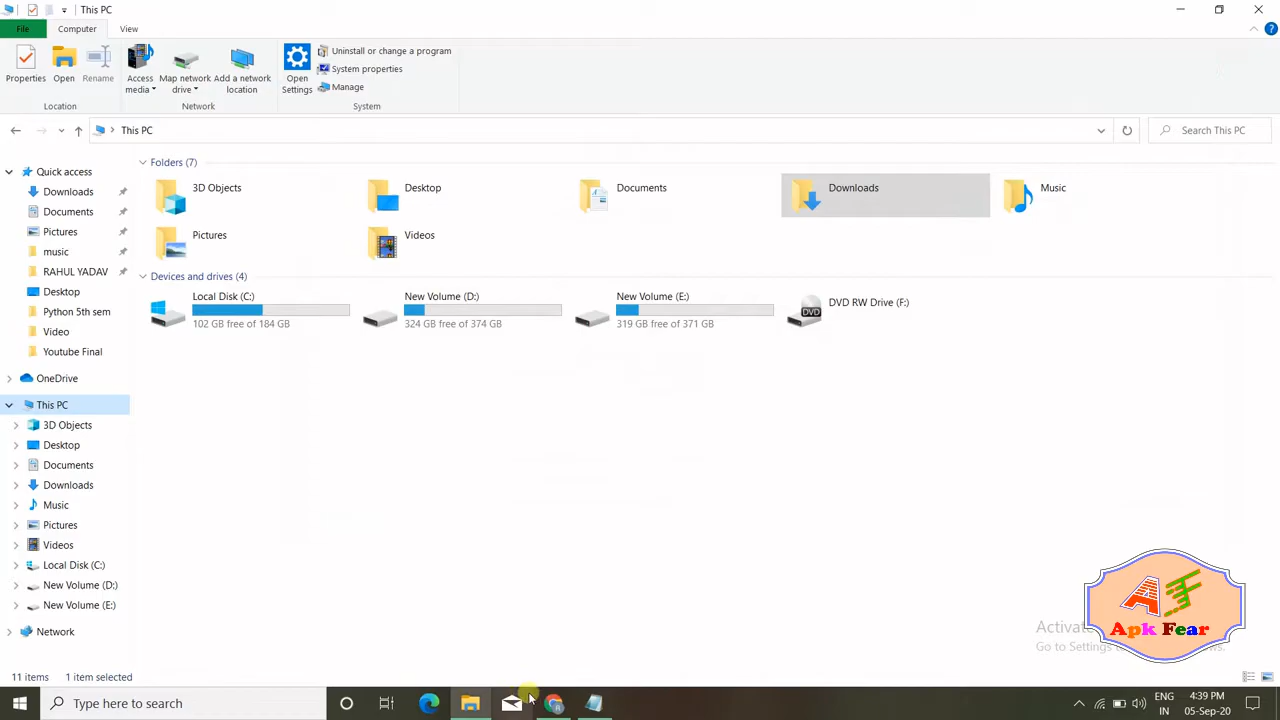 This PC
File
Computer
View
Properties
Open
Rename
Access media
Map network drive
Add a network location
Open Settings
Uninstall or change a program
System properties
Manage
Location
Network
System
This PC
Search This PC
Quick access
Downloads
Documents
Pictures
music
RAHUL YADAV
Desktop
Python 5th sem
Video
Youtube Final
OneDrive
This PC
3D Objects
Desktop
Documents
Downloads
Music
Pictures
Videos
Local Disk (C:)
New Volume (D:)
New Volume (E:)
Network
Folders (7)
3D Objects
Desktop
Documents
Downloads
Music
Pictures
Videos
Devices and drives (4)
Local Disk (C:)
102 GB free of 184 GB
New Volume (D:)
324 GB free of 374 GB
New Volume (E:)
319 GB free of 371 GB
DVD RW Drive (F:)
DVD
Go to Settings
AF
Apk Fear
11 items
1 item selected
Type here to search
ENG
IN
4:39 PM
05-Sep-20